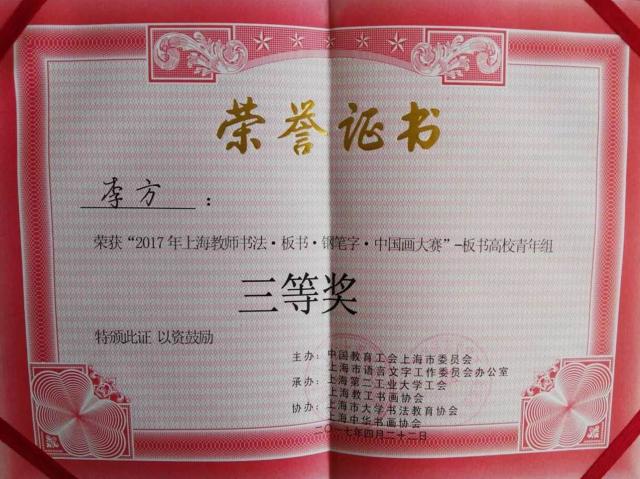 荣誉证书
李方：
荣获“2017年上海教师书法·板书·钢笔字·中国画大赛”-板书高校青年组
三等奖
特颁此证 以资鼓励
主办：中国教育工会上海市委员会
上海市语言文字工作委员会办公室
承办：上海第二工业大学工会
上海教工书画协会
协办：上海市大学书法教育协会
上海中华书画协会
二〇一七年四月二十二日